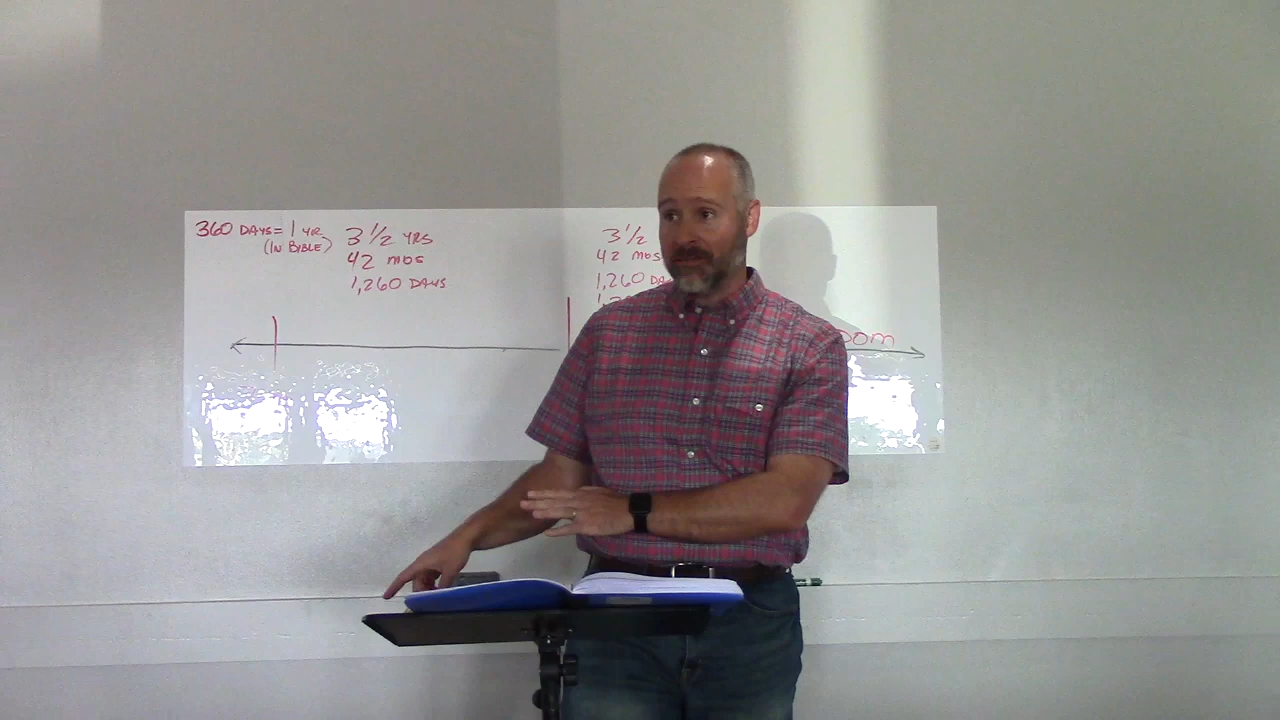 360 DAYS = 1 YR
(IN BIBLE)
3 1/2 YRS
42 MOS
1,260 DAYS
3 1/2
42 MOS
1,260 DA